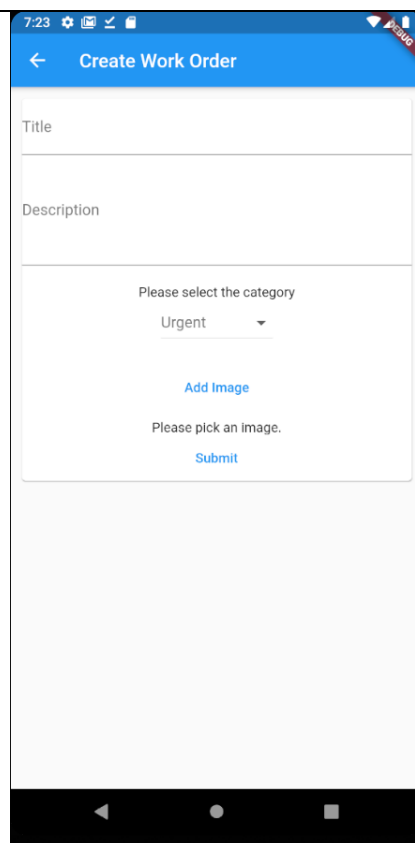 7:23
DEBUG
Create Work Order
Title
Description
Please select the category
Urgent
Add Image
Please pick an image.
Submit